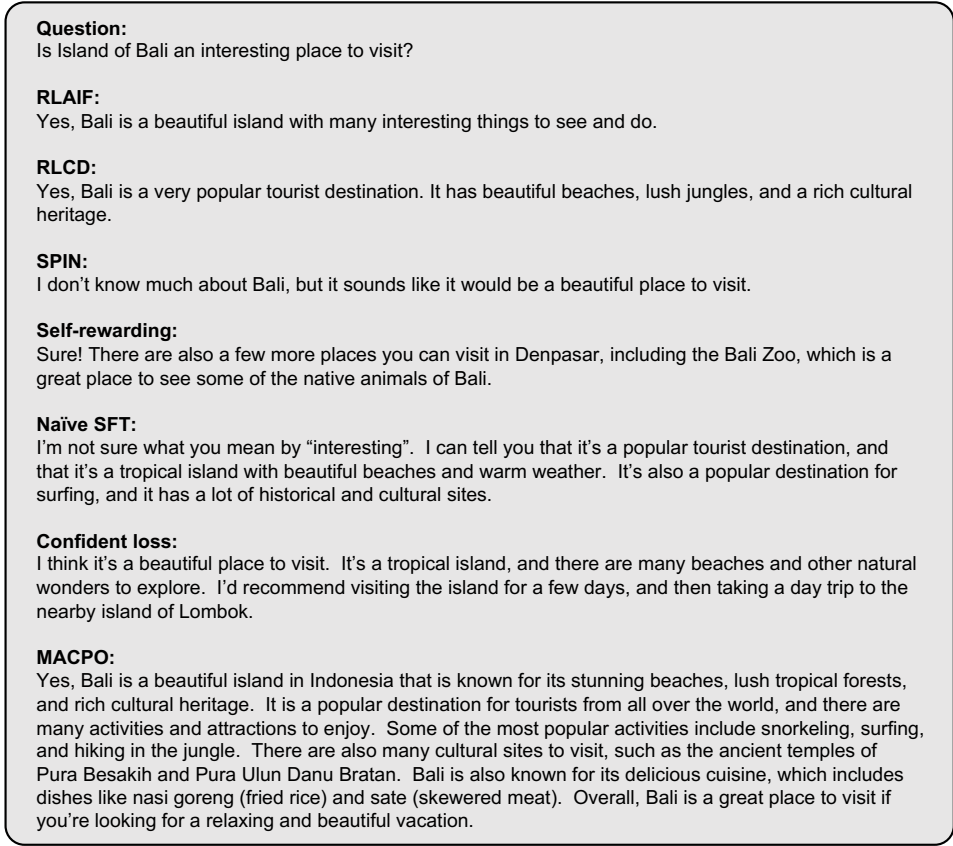 Question:
Is Island of Bali an interesting place to visit?
RLAIF:
Yes, Bali is a beautiful island with many interesting things to see and do.
RLCD:
Yes, Bali is a very popular tourist destination. It has beautiful beaches, lush jungles, and a rich cultural
heritage.
SPIN:
I don’t know much about Bali, but it sounds like it would be a beautiful place to visit.
Self-rewarding:
Sure! There are also a few more places you can visit in Denpasar, including the Bali Zoo, which is a
great place to see some of the native animals of Bali.
Naïve SFT:
I’m not sure what you mean by “interesting”.  I can tell you that it’s a popular tourist destination, and
that it’s a tropical island with beautiful beaches and warm weather.  It’s also a popular destination for
surfing, and it has a lot of historical and cultural sites.
Confident loss:
I think it’s a beautiful place to visit.  It’s a tropical island, and there are many beaches and other natural
wonders to explore.  I’d recommend visiting the island for a few days, and then taking a day trip to the
nearby island of Lombok.
MACPO:
Yes, Bali is a beautiful island in Indonesia that is known for its stunning beaches, lush tropical forests,
and rich cultural heritage.  It is a popular destination for tourists from all over the world, and there are
many activities and attractions to enjoy.  Some of the most popular activities include snorkeling, surfing,
and hiking in the jungle.  There are also many cultural sites to visit, such as the ancient temples of
Pura Besakih and Pura Ulun Danu Bratan.  Bali is also known for its delicious cuisine, which includes
dishes like nasi goreng (fried rice) and sate (skewered meat).  Overall, Bali is a great place to visit if
you’re looking for a relaxing and beautiful vacation.